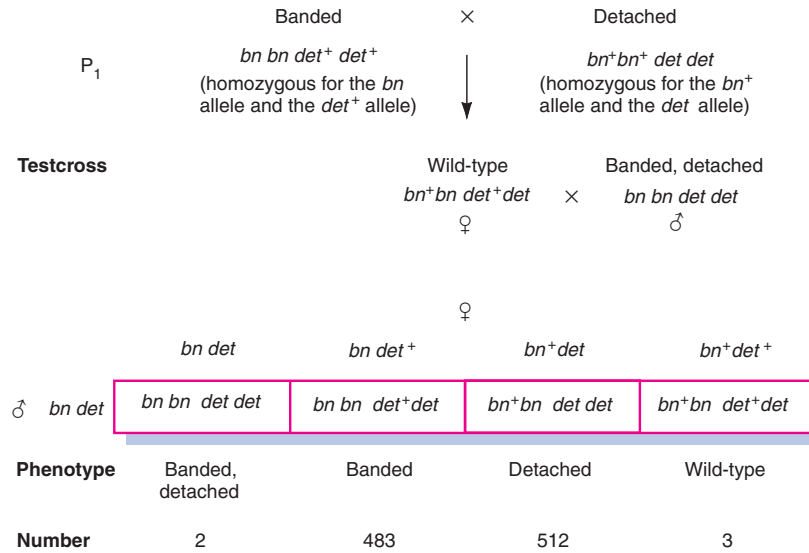 Banded × Detached
P1 bn bn det+ det+ bn+bn+ det det
(homozygous for the bn allele and the det+ allele) (homozygous for the bn+ allele and the det allele)
Testcross Wild-type Banded, detached
bn+bn det+det × bn bn det det
♀ ♂
♀
bn det bn det+ bn+det bn+det+
♂ bn det bn bn det det bn bn det+det bn+bn det det bn+bn det+det
Phenotype Banded, detached Banded Detached Wild-type
Number 2 483 512 3